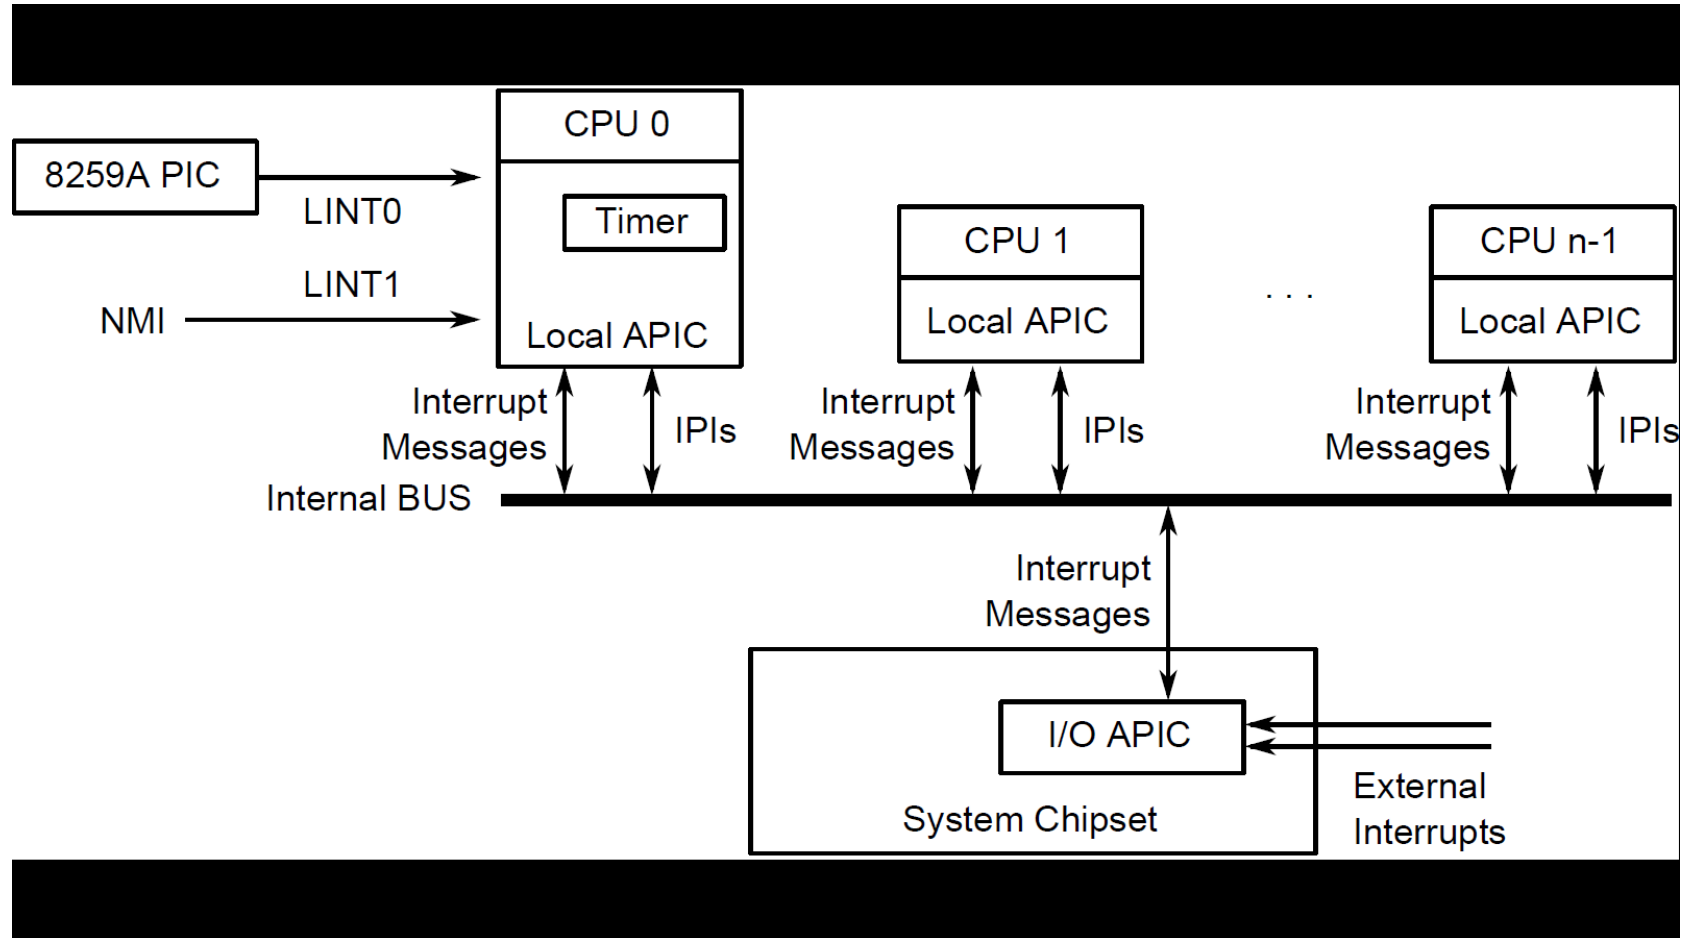 CPU 0
8259A PIC
LINT0
Timer
LINT1
NMI
Local APIC
CPU 1
Local APIC
. . .
CPU n-1
Local APIC
Interrupt
Messages
IPIs
Interrupt
Messages
IPIs
Interrupt
Messages
IPIs
Internal BUS
Interrupt
Messages
I/O APIC
System Chipset
External
Interrupts